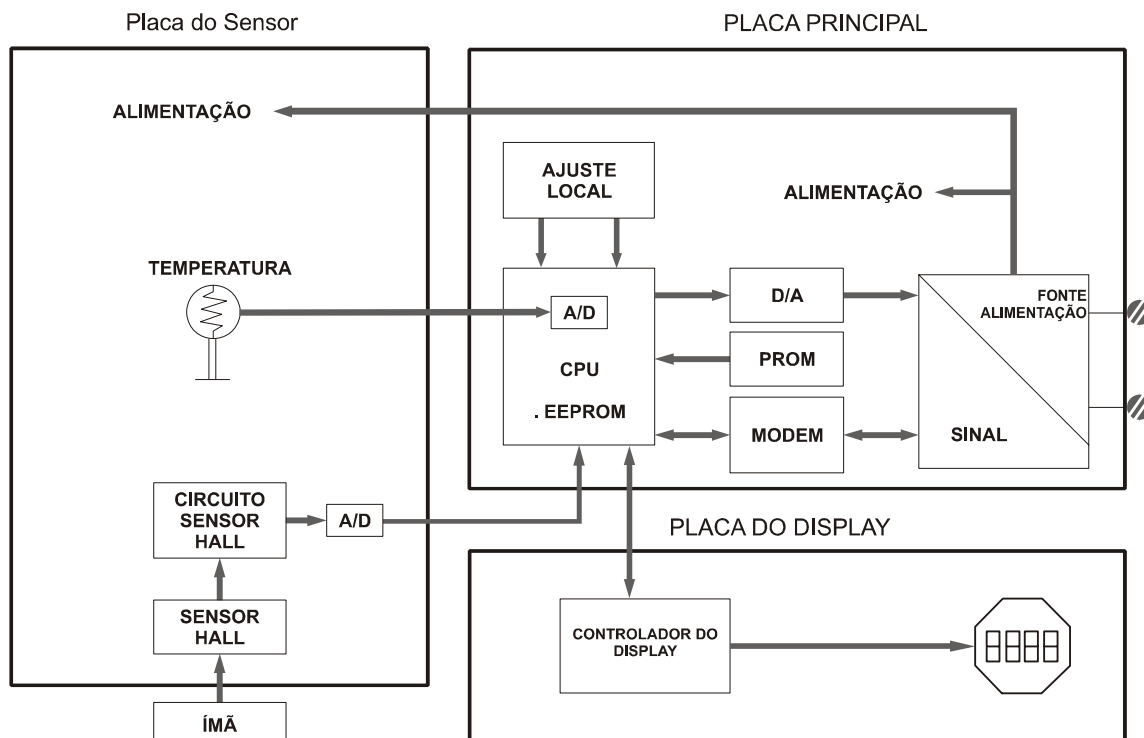 Placa do Sensor
PLACA PRINCIPAL
ALIMENTAÇÃO
AJUSTE
LOCAL
ALIMENTAÇÃO
TEMPERATURA
A/D
CPU
. EEPROM
D/A
PROM
MODEM
FONTE
ALIMENTAÇÃO
SINAL
CIRCUITO
SENSOR
HALL
A/D
SENSOR
HALL
ÍMÃ
PLACA DO DISPLAY
CONTROLADOR DO
DISPLAY
8888